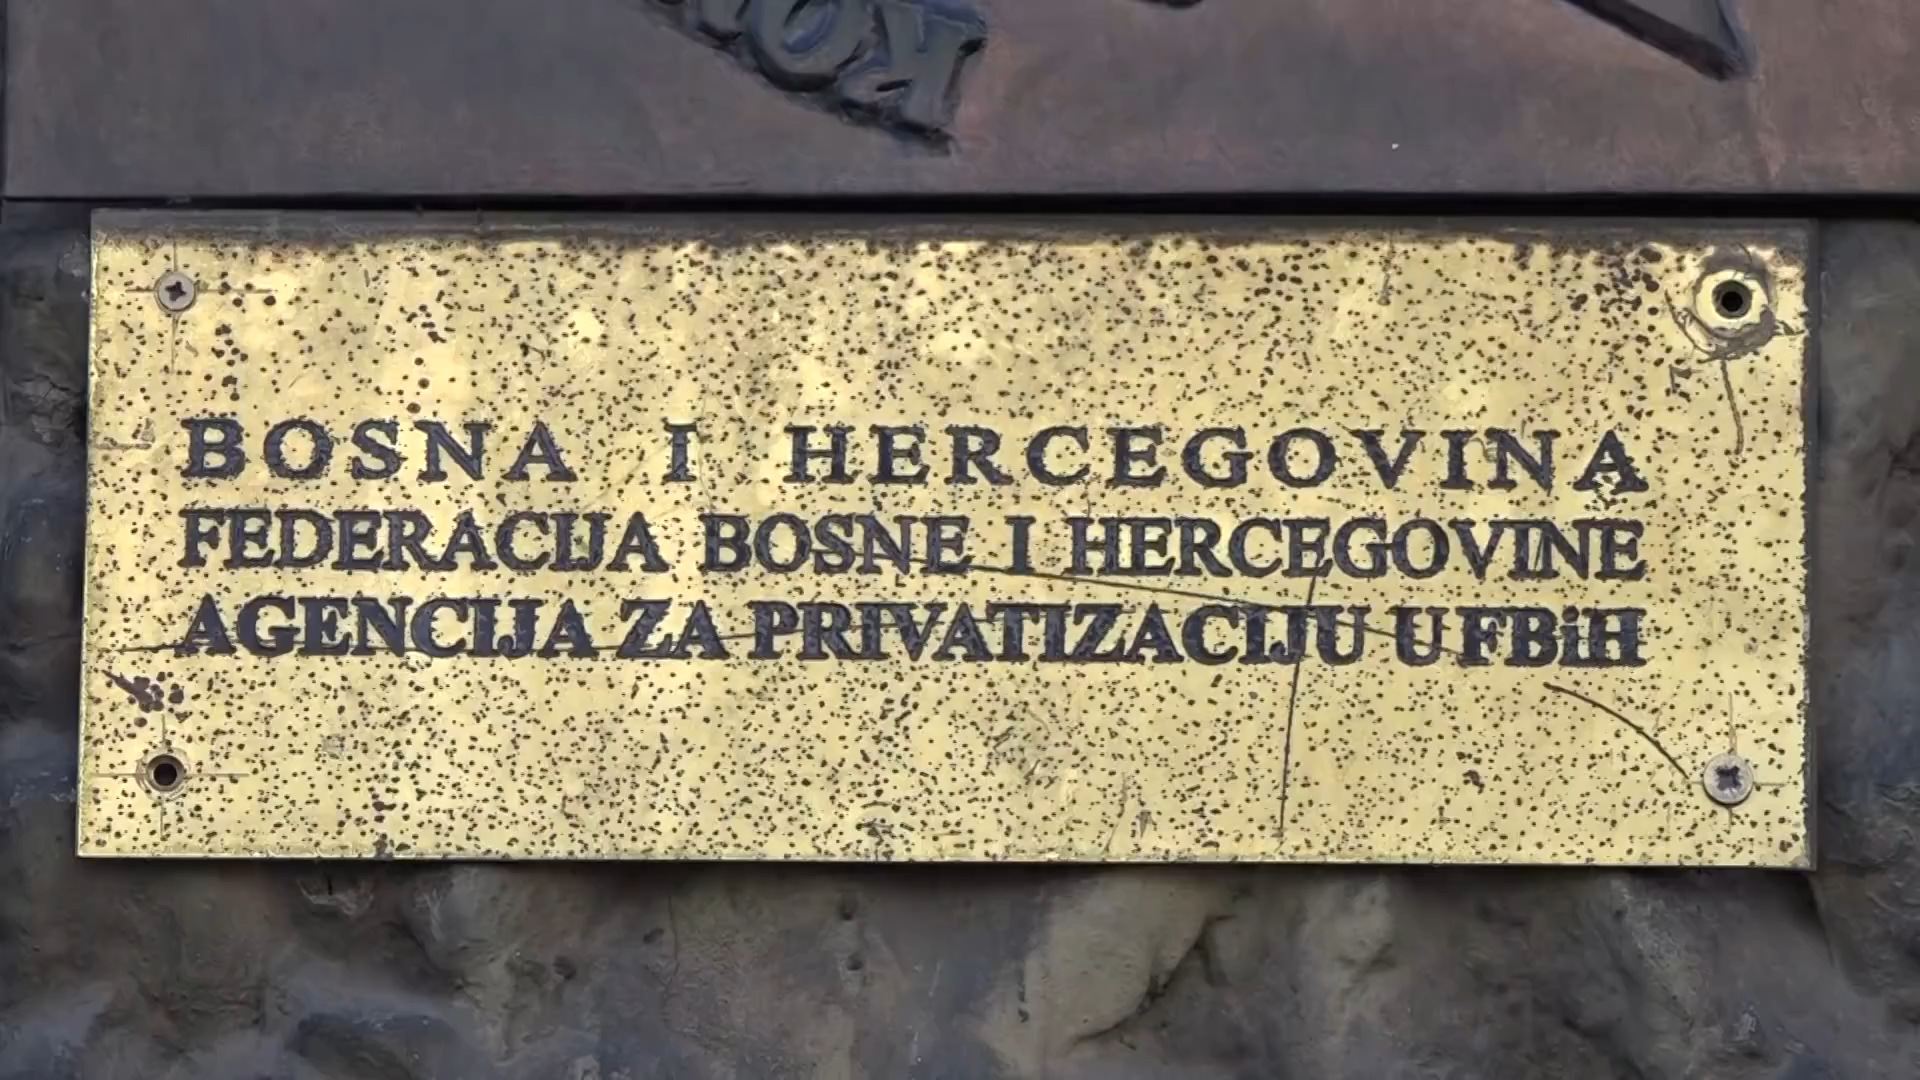 BOSNA I HERCEGOVINA
FEDERACIJA BOSNE I HERCEGOVINE
AGENCIJA ZA PRIVATIZACIJU U FBiH